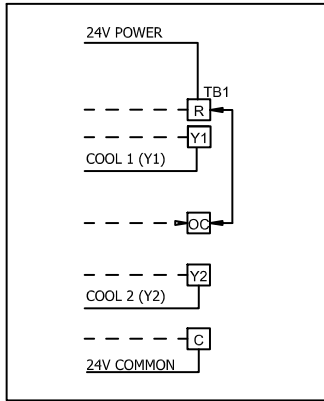 24V POWER
TB1
R
Y1
COOL 1 (Y1)
OC
Y2
COOL 2 (Y2)
C
24V COMMON